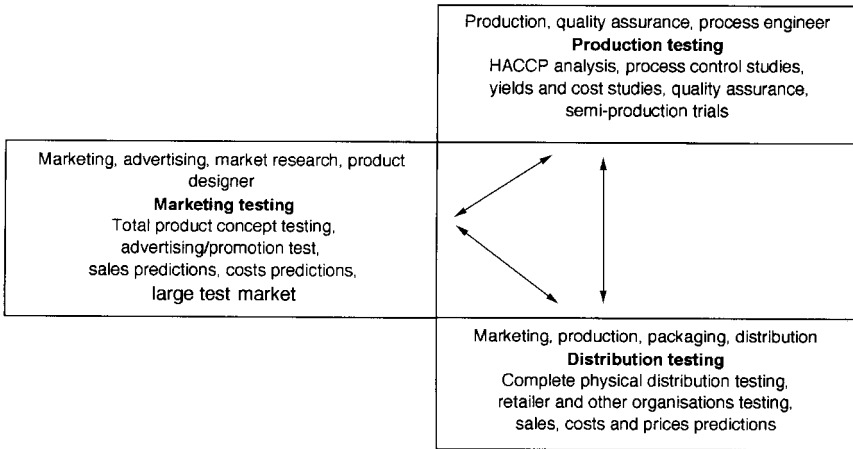 Production, quality assurance, process engineer
Production testing
HACCP analysis, process control studies,
yields and cost studies, quality assurance,
semi-production trials
Marketing, advertising, market research, product
designer
Marketing testing
Total product concept testing,
advertising/promotion test,
sales predictions, costs predictions,
large test market
Marketing, production, packaging, distribution
Distribution testing
Complete physical distribution testing,
retailer and other organisations testing,
sales, costs and prices predictions